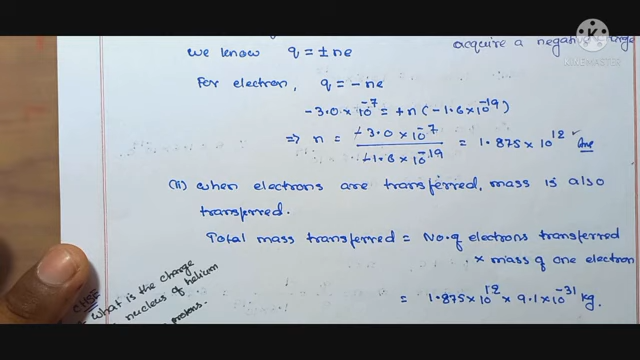 we know q = ± ne
acquire a negative charge
KINEMASTER
For electron, q = -ne
-3.0 × 10^-7 = +n (-1.6 × 10^-19)
⇒ n = -3.0 × 10^-7 / -1.6 × 10^-19 = 1.875 × 10^12 Ans
(ii) when electrons are transferred, mass is also
transferred.
Total mass transferred = No. of electrons transferred
× mass of one electron
= 1.875 × 10^12 × 9.1 × 10^-31 kg.
CHSE
what is the charge
nucleus of helium
protons.